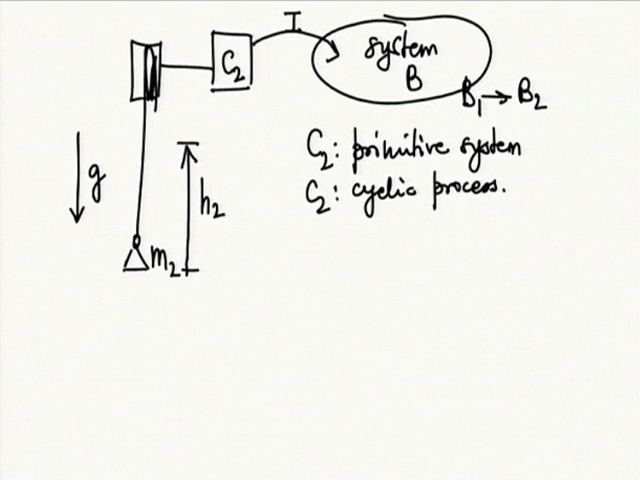 I
system
B
C₂
B₁ → B₂
C₂: primitive system
C₂: cyclic process.
g
h₂
m₂